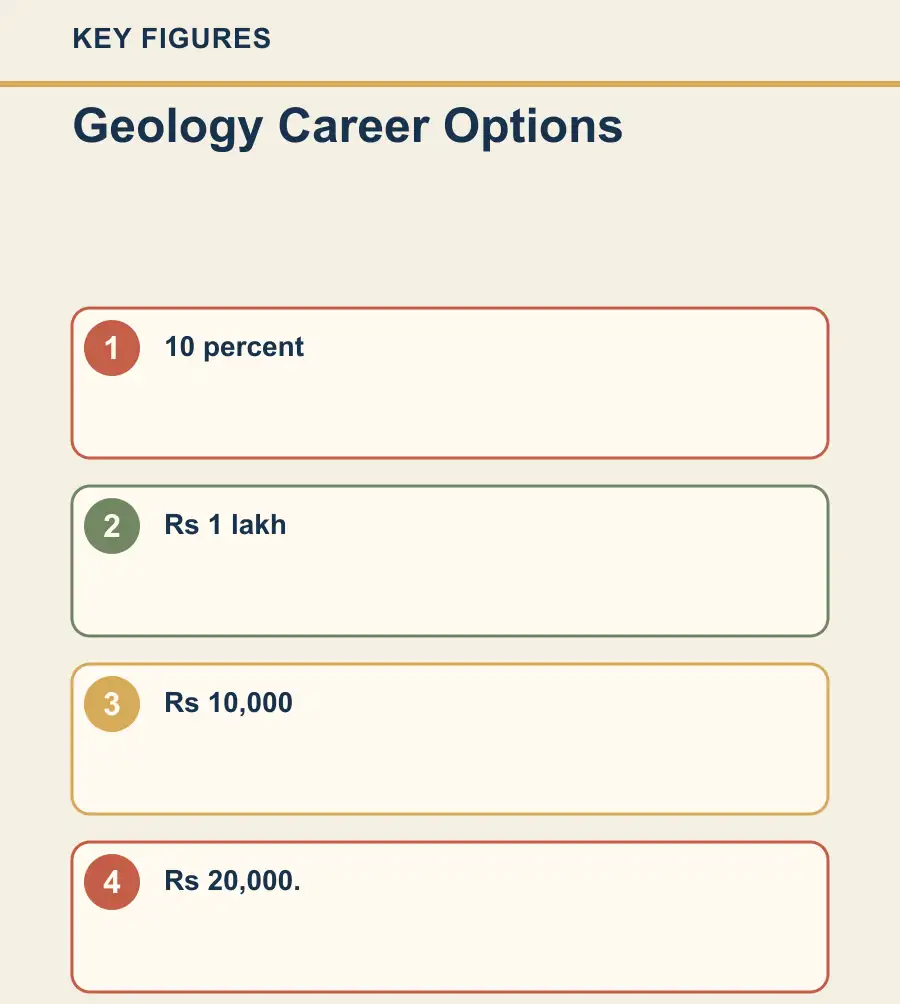 KEY FIGURES
Geology Career Options
1
10 percent
2
Rs 1 lakh
3
Rs 10,000
4
Rs 20,000.